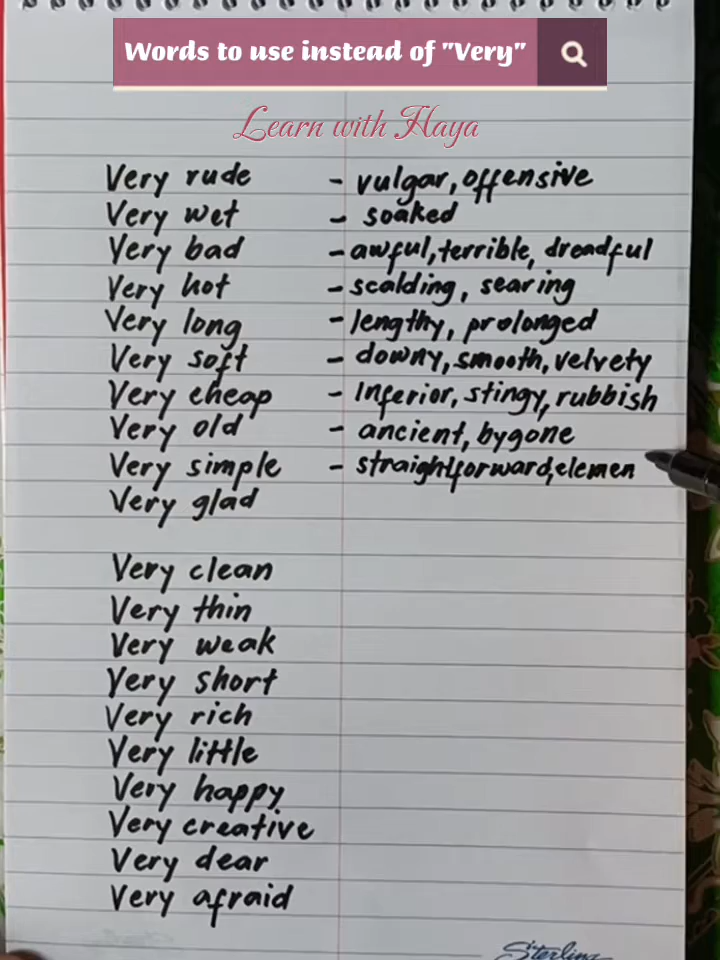 Words to use instead of "Very"
Learn with Haya
Very rude - vulgar, offensive
Very wet - soaked
Very bad - awful, terrible, dreadful
Very hot - scalding, searing
Very long - lengthy, prolonged
Very soft - downy, smooth, velvety
Very cheap - Inferior, stingy, rubbish
Very old - ancient, bygone
Very simple - straightforward, elemen
Very glad
Very clean
Very thin
Very weak
Very short
Very rich
Very little
Very happy
Very creative
Very dear
Very afraid
Sterling